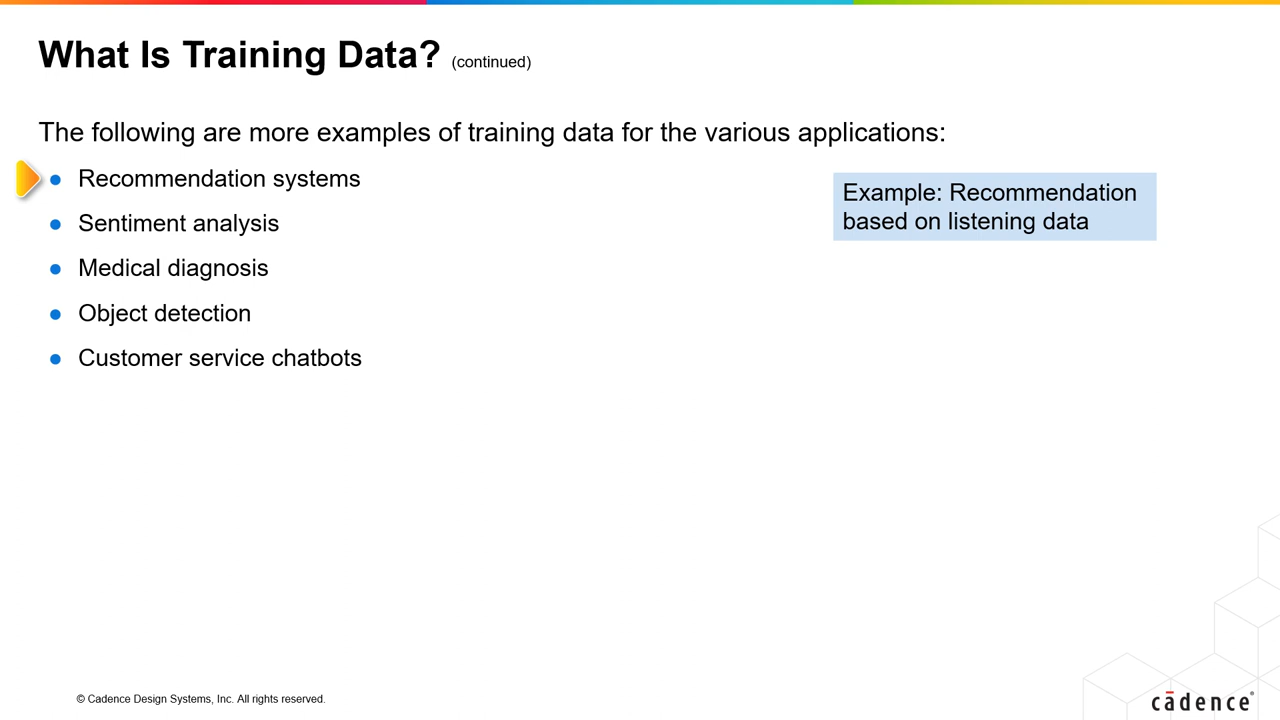 What Is Training Data? (continued)
The following are more examples of training data for the various applications:
● Recommendation systems
● Sentiment analysis
● Medical diagnosis
● Object detection
● Customer service chatbots
Example: Recommendation
based on listening data
© Cadence Design Systems, Inc. All rights reserved.
cādence®